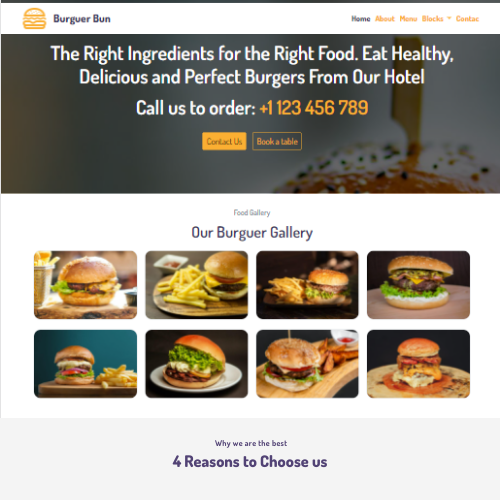 Burguer Bun
Home About Menu Blocks Contac
The Right Ingredients for the Right Food. Eat Healthy,
Delicious and Perfect Burgers From Our Hotel
Call us to order: +1 123 456 789
Contact Us Book a table
Food Gallery
Our Burguer Gallery
Why we are the best
4 Reasons to Choose us